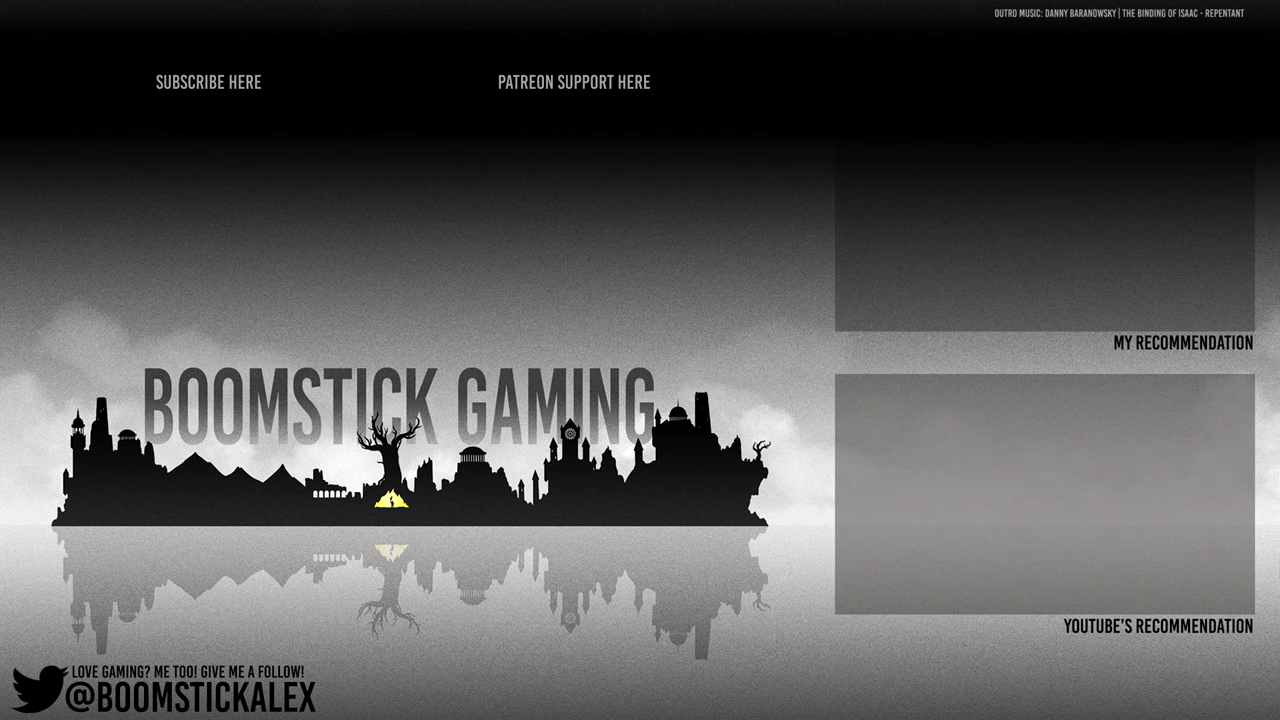 OUTRO MUSIC: DANNY BARANOWSKY | THE BINDING OF ISAAC - REPENTANT
SUBSCRIBE HERE
PATREON SUPPORT HERE
MY RECOMMENDATION
BOOMSTICK GAMING
YOUTUBE'S RECOMMENDATION
LOVE GAMING? ME TOO! GIVE ME A FOLLOW!
@BOOMSTICKALEX